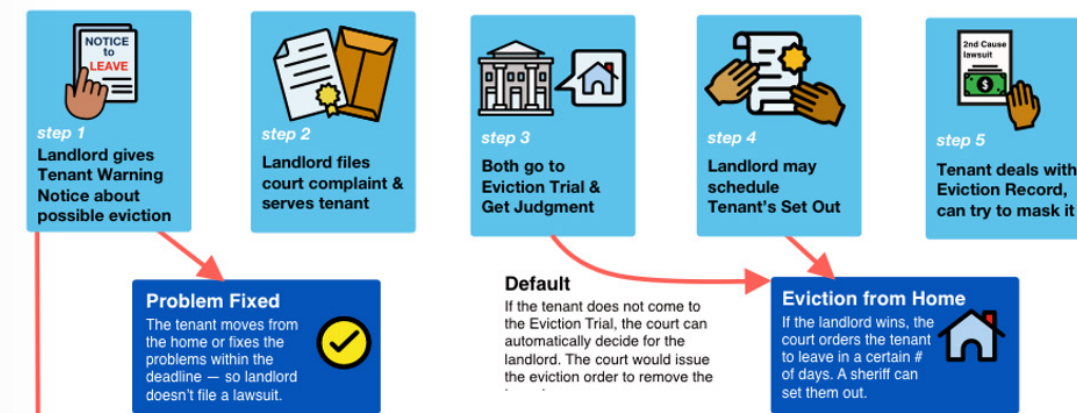 NOTICE
to
LEAVE
step 1
Landlord gives
Tenant Warning
Notice about
possible eviction
step 2
Landlord files
court complaint &
serves tenant
step 3
Both go to
Eviction Trial &
Get Judgment
step 4
Landlord may
schedule
Tenant's Set Out
2nd Cause
lawsuit
$
step 5
Tenant deals with
Eviction Record,
can try to mask it
Problem Fixed
The tenant moves from
the home or fixes the
problems within the
deadline — so landlord
doesn't file a lawsuit.
Default
If the tenant does not come to
the Eviction Trial, the court can
automatically decide for the
landlord. The court would issue
the eviction order to remove the
Eviction from Home
If the landlord wins, the
court orders the tenant
to leave in a certain #
of days. A sheriff can
set them out.